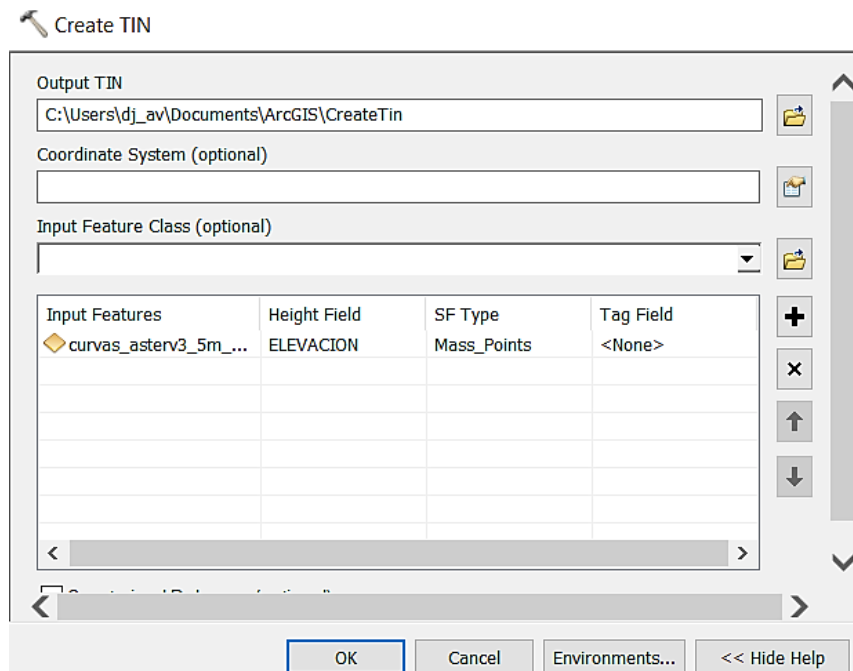 Create TIN
Output TIN
C:\Users\dj_av\Documents\ArcGIS\CreateTin
Coordinate System (optional)
Input Feature Class (optional)
Input Features Height Field SF Type Tag Field
curvas_asterv3_5m_... ELEVACION Mass_Points <None>
OK Cancel Environments... << Hide Help